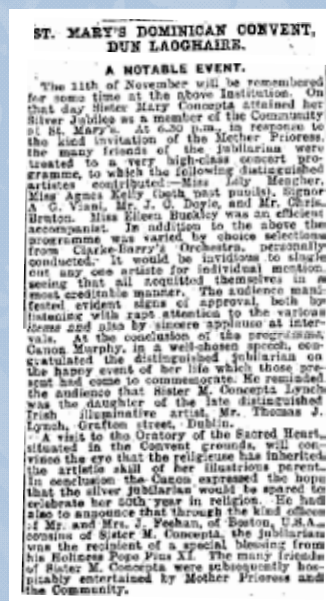 ST. MARY'S DOMINICAN CONVENT,
DUN LAOGHAIRE.
A NOTABLE EVENT.
The 11th of November will be remembered
for some time at the above Institution. On
that day Sister Mary Concepta attained her
Silver Jubilee as a member of the Community
of St. Mary's. At 6.30 p.m., in response to
the kind invitation of the Mother Prioress,
the many friends of the jubilarian were
treated to a very high-class concert pro-
gramme, to which the following distinguished
artistes contributed:—Miss Lily Meagher,
Miss Agnes Kelly (both past pupils), Signor
A. G. Viani, Mr. J. C. Doyle, and Mr. Chris.
Bruton. Miss Eileen Buckley was an efficient
accompanist. In addition to the above the
programme was varied by choice selections
from Clarke-Barry's Orchestra, personally
conducted. It would be invidious to single
out any one artiste for individual mention,
seeing that all acquitted themselves in a
most creditable manner. The audience mani-
fested evident signs of approval, both by
listening with rapt attention to the various
items and also by sincere applause at inter-
vals. At the conclusion of the programme,
Canon Murphy, in a well-chosen speech, con-
gratulated the distinguished jubilarian on
the happy event of her life which those pre-
sent had come to commemorate. He reminded
the audience that Sister M. Concepta Lynch
was the daughter of the late distinguished
Irish illuminative artist, Mr. Thomas J.
Lynch, Grafton street, Dublin.
A visit to the Oratory of the Sacred Heart,
situated in the Convent grounds, will con-
vince the eye that the religieuse has inherited
the artistic skill of her illustrious parent.
In conclusion the Canon expressed the hope
that the silver jubilarian would be spared to
celebrate her 50th year in religion. He had
also to announce that through the kind offices
of Mr. and Mrs. J. Feehan, of Boston, U.S.A.,
cousins of Sister M. Concepta, the jubilarian
was the recipient of a special blessing from
his Holiness Pope Pius XI. The many friends
of Sister M. Concepta were subsequently hos-
pitably entertained by Mother Prioress and
the Community.